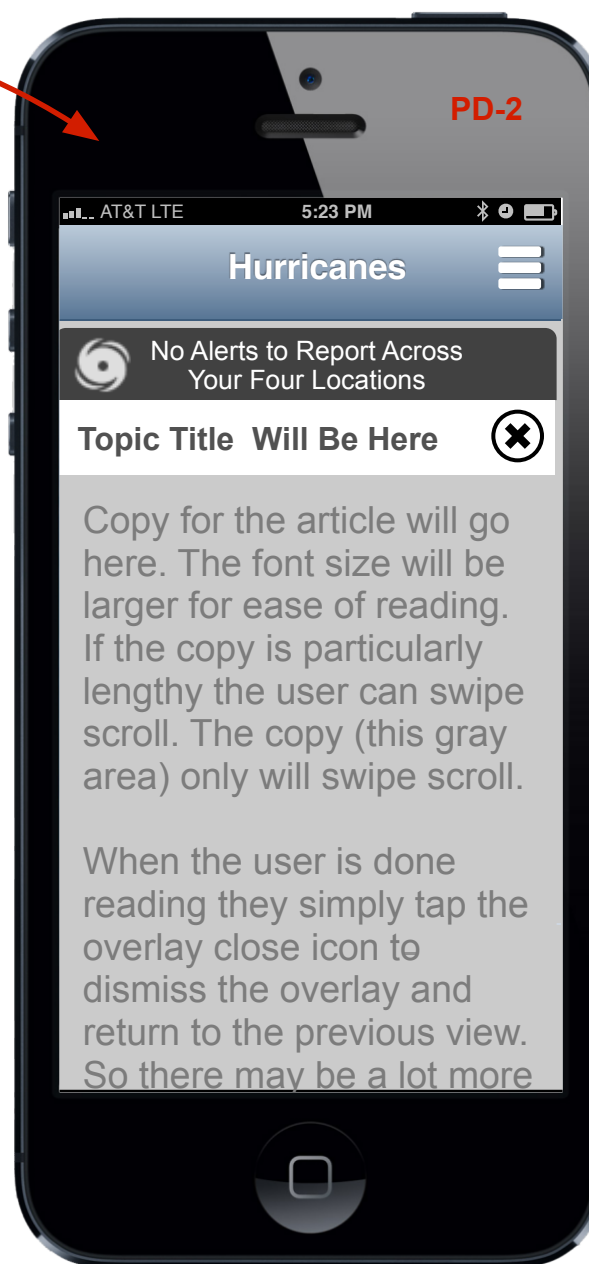 PD-2
AT&T LTE 5:23 PM
Hurricanes
No Alerts to Report Across
Your Four Locations
Topic Title Will Be Here
Copy for the article will go
here. The font size will be
larger for ease of reading.
If the copy is particularly
lengthy the user can swipe
scroll. The copy (this gray
area) only will swipe scroll.
When the user is done
reading they simply tap the
overlay close icon to
dismiss the overlay and
return to the previous view.
So there may be a lot more